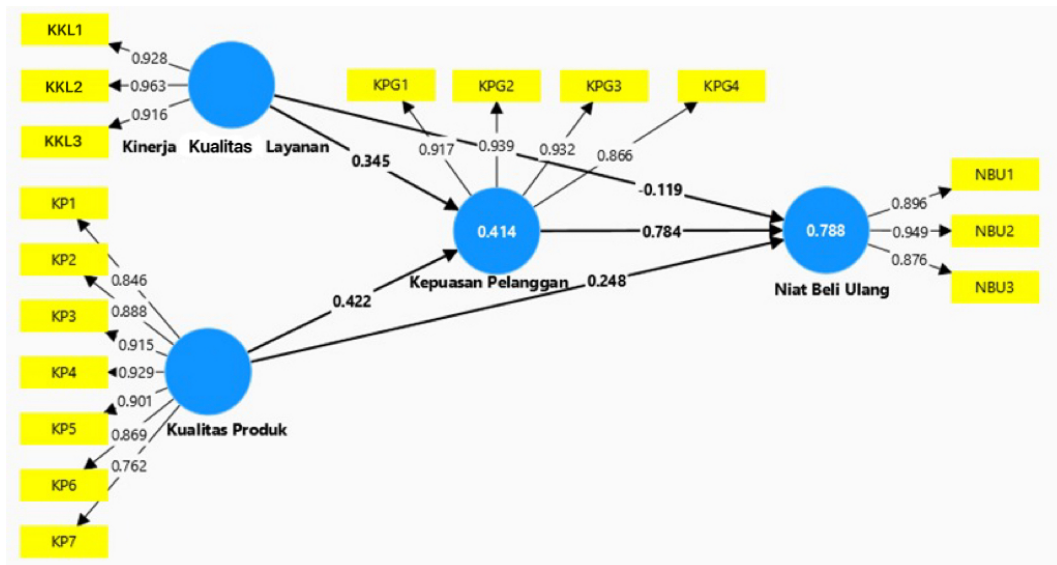 KKL1
KKL2
KKL3
0.928
0.963
0.916
Kinerja Kualitas Layanan
KPG1
KPG2
KPG3
KPG4
0.917
0.939
0.932
0.866
0.345
-0.119
KP1
KP2
KP3
KP4
KP5
KP6
KP7
0.846
0.888
0.915
0.929
0.901
0.869
0.762
Kualitas Produk
0.414
Kepuasan Pelanggan
0.422
0.784
0.248
0.788
Niat Beli Ulang
0.896
0.949
0.876
NBU1
NBU2
NBU3